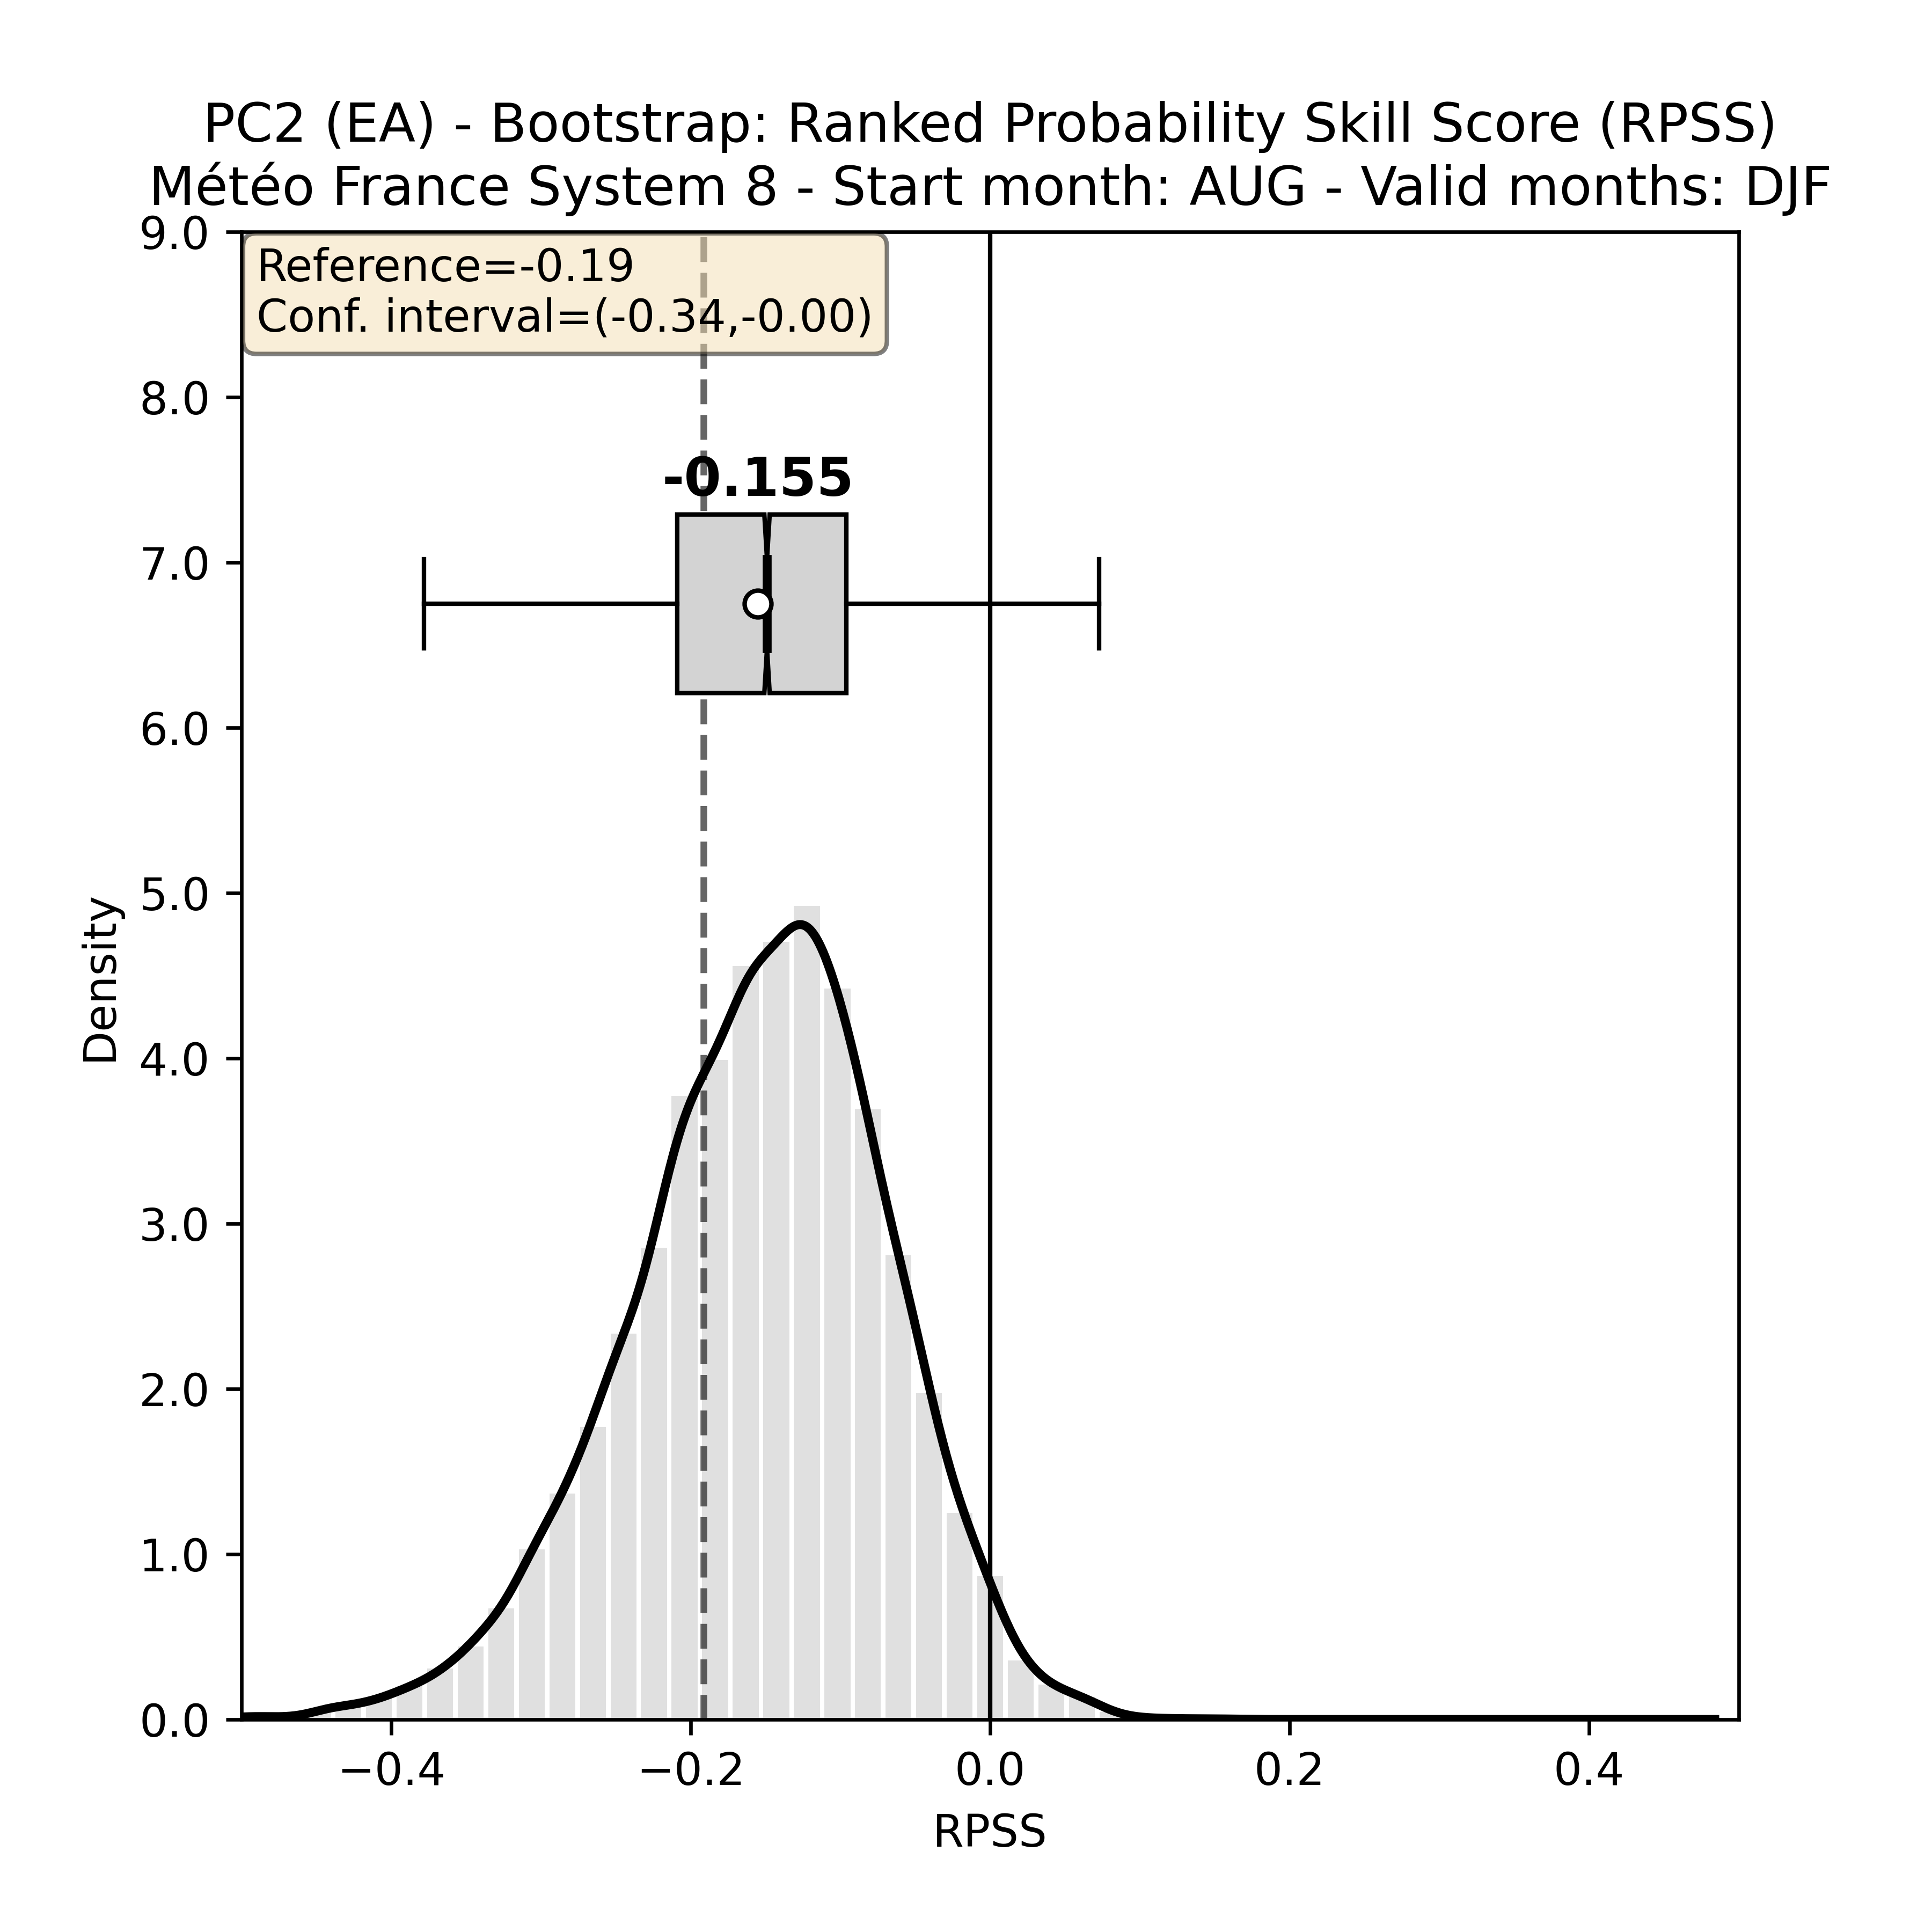 PC2 (EA) - Bootstrap: Ranked Probability Skill Score (RPSS)
Météo France System 8 - Start month: AUG - Valid months: DJF
Reference=-0.19
Conf. interval=(-0.34,-0.00)
-0.155
9.0
8.0
7.0
6.0
5.0
4.0
3.0
2.0
1.0
0.0
Density
−0.4 −0.2 0.0 0.2 0.4
RPSS